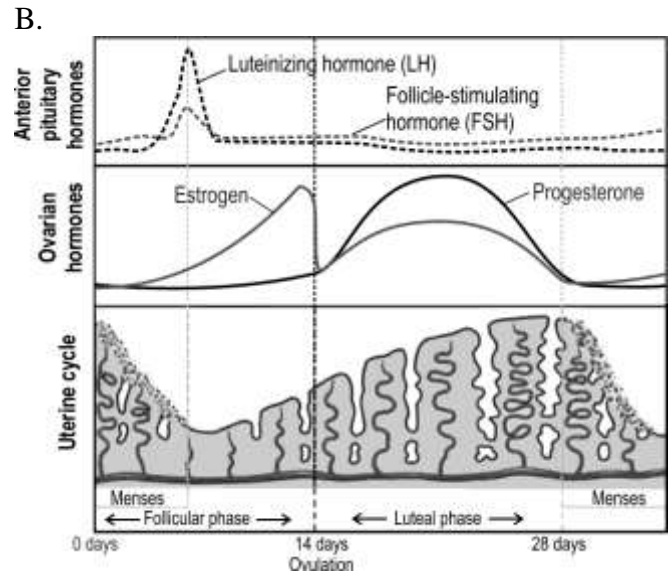 B.
Anterior
pituitary
hormones
Luteinizing hormone (LH)
Follicle-stimulating
hormone (FSH)
Ovarian
hormones
Estrogen
Progesterone
Uterine cycle
Menses
Menses
Follicular phase
Luteal phase
0 days
14 days
28 days
Ovulation